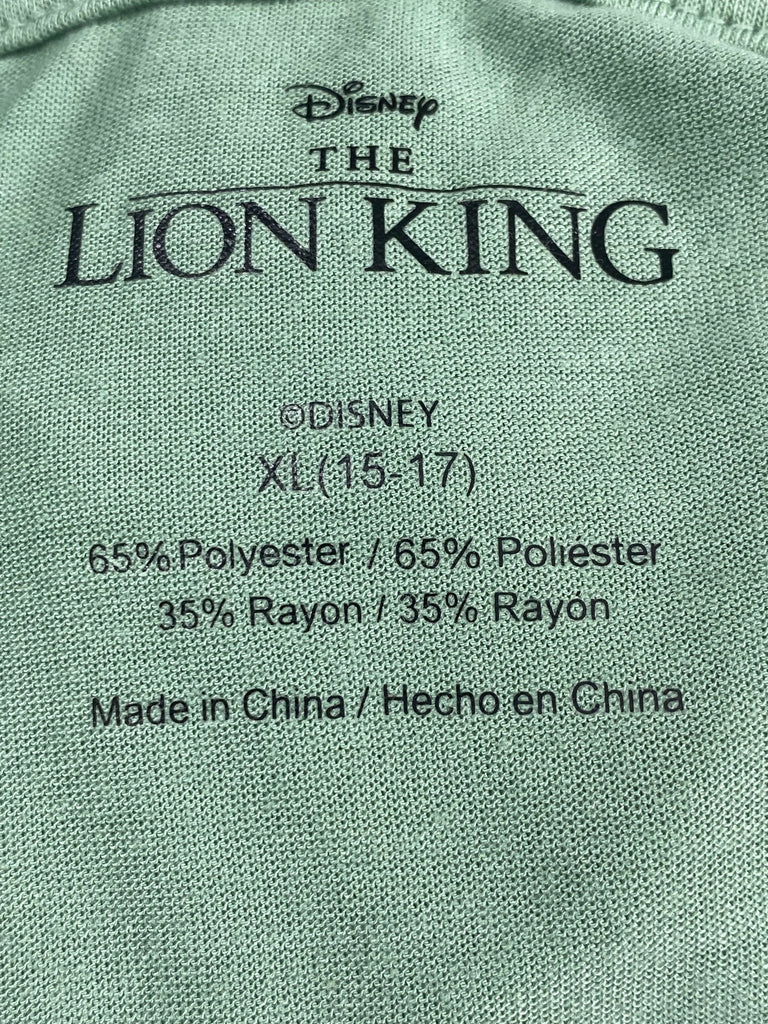 Disney
THE
LION KING
©DISNEY
XL(15-17)
65% Polyester / 65% Poliester
35% Rayon / 35% Rayón
Made in China / Hecho en China